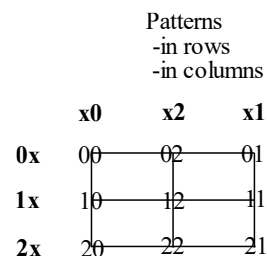 Patterns
-in rows
-in columns
x0 x2 x1
0x 00 02 01
1x 10 12 11
2x 20 22 21